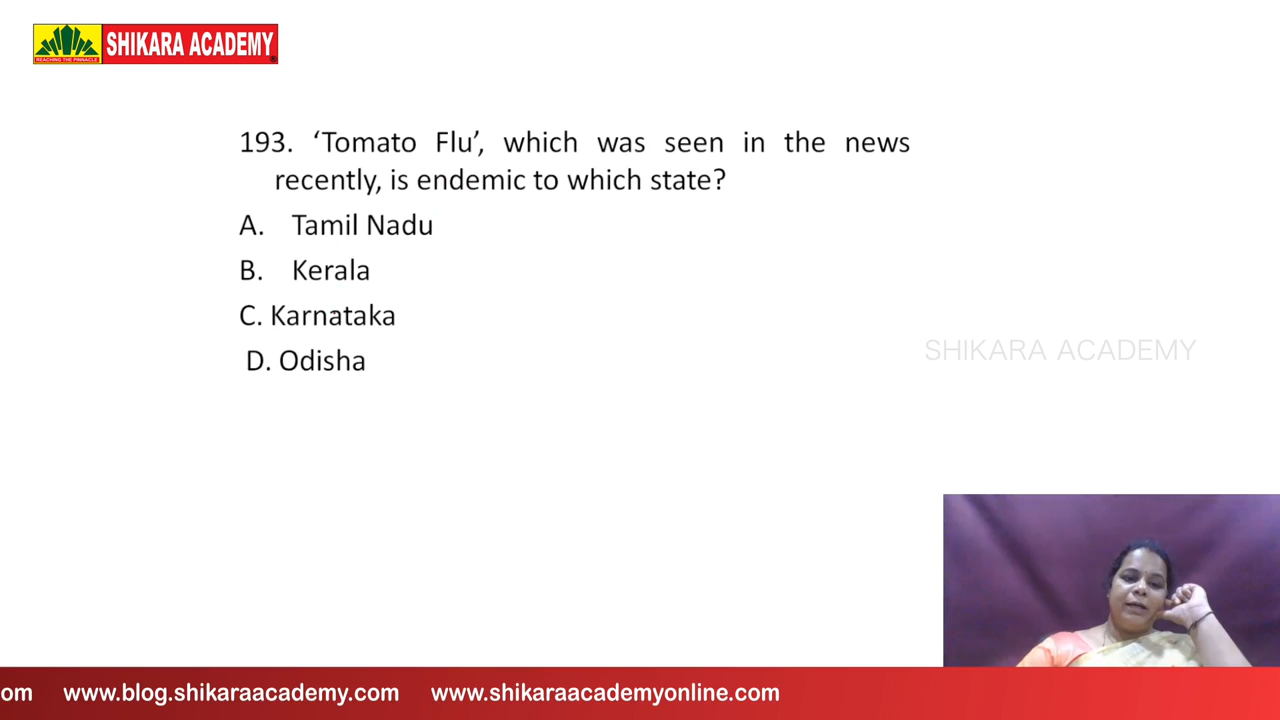 SHIKARA ACADEMY
REACHING THE PINNACLE
193. ‘Tomato Flu’, which was seen in the news
recently, is endemic to which state?
A. Tamil Nadu
B. Kerala
C. Karnataka
D. Odisha
SHIKARA ACADEMY
om www.blog.shikaraacademy.com www.shikaraacademyonline.com